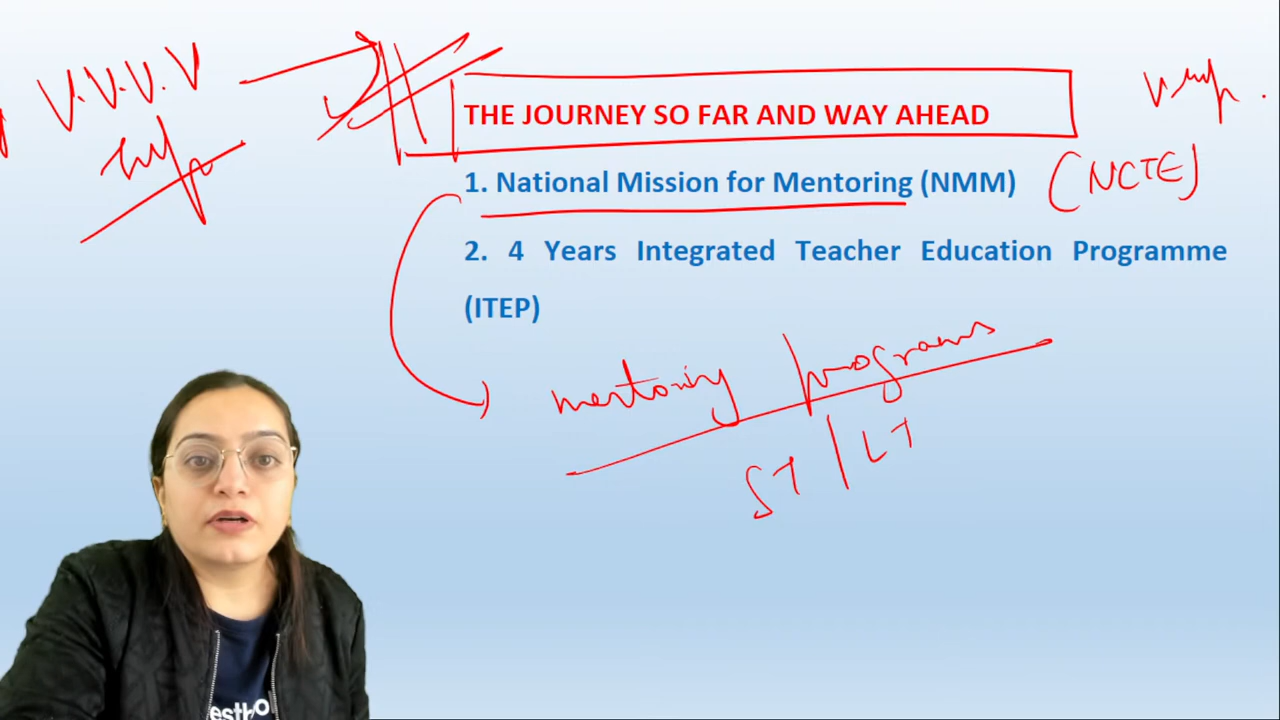 V.V.V.V
imp
THE JOURNEY SO FAR AND WAY AHEAD
V.imp.
1. National Mission for Mentoring (NMM) (NCTE)
2. 4 Years Integrated Teacher Education Programme
(ITEP)
mentoring programs
ST / LT